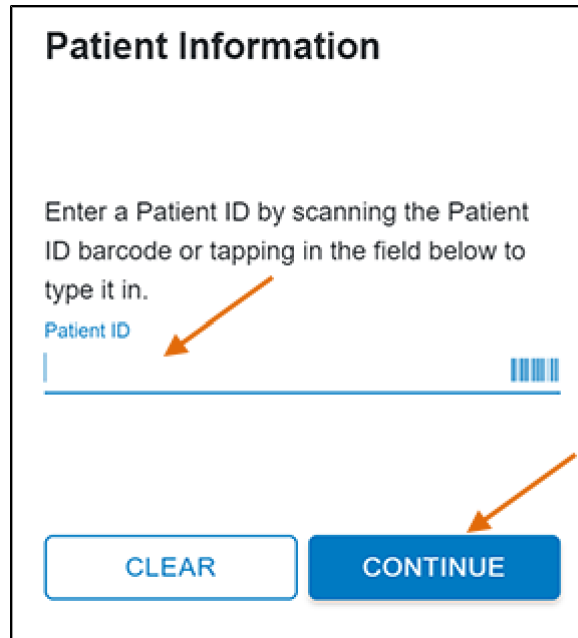 Patient Information
Enter a Patient ID by scanning the Patient
ID barcode or tapping in the field below to
type it in.
Patient ID
CLEAR
CONTINUE